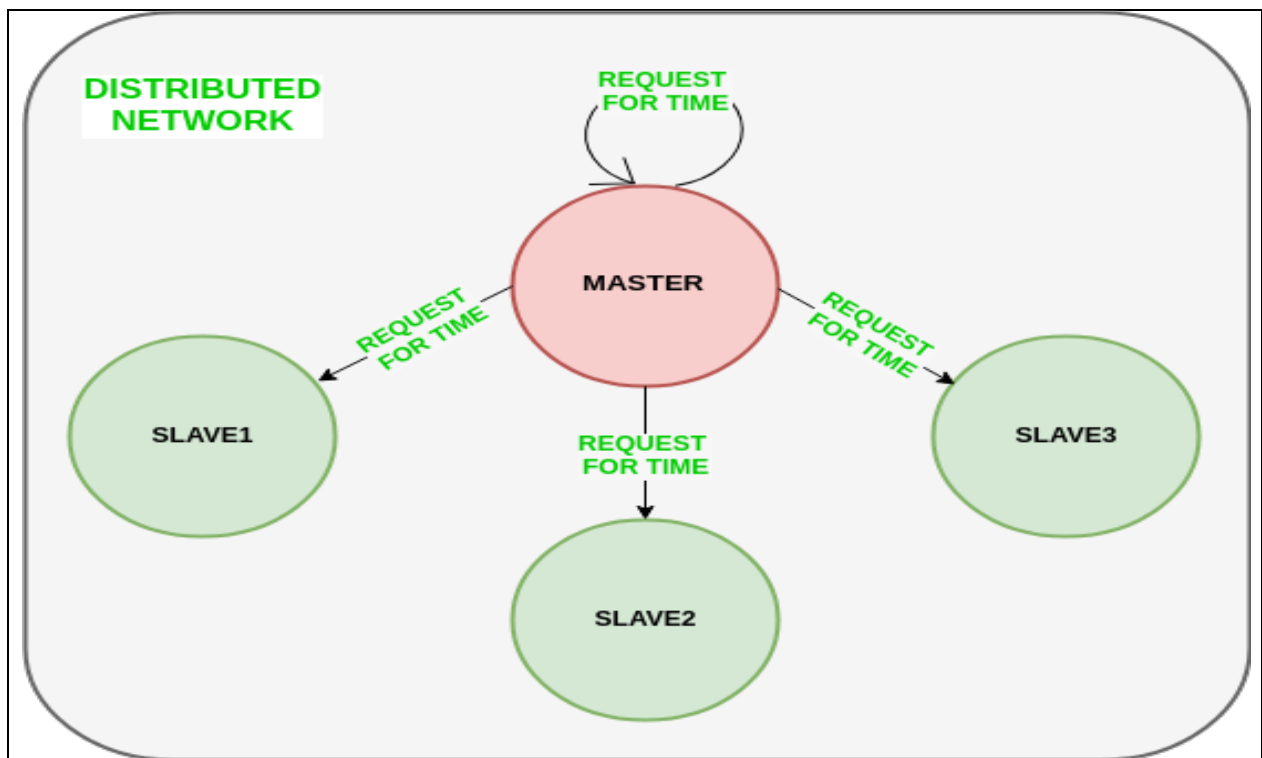 DISTRIBUTED
NETWORK
REQUEST
FOR TIME
MASTER
REQUEST
FOR TIME
REQUEST
FOR TIME
SLAVE1
REQUEST
FOR TIME
SLAVE3
SLAVE2